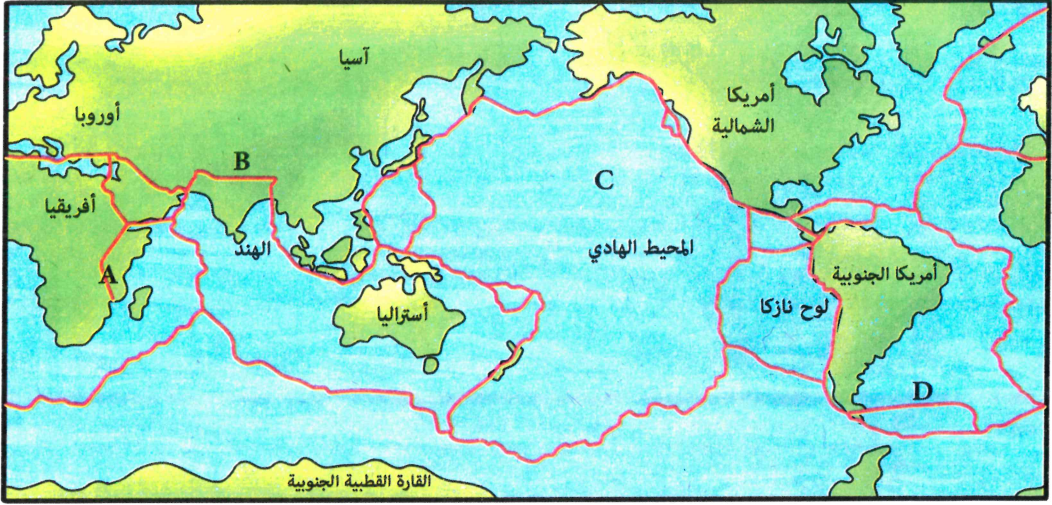 آسيا
أوروبا
أمريكا
الشمالية
B
C
أفريقيا
الهند
المحيط الهادي
A
أمريكا الجنوبية
لوح نازكا
أستراليا
D
القارة القطبية الجنوبية